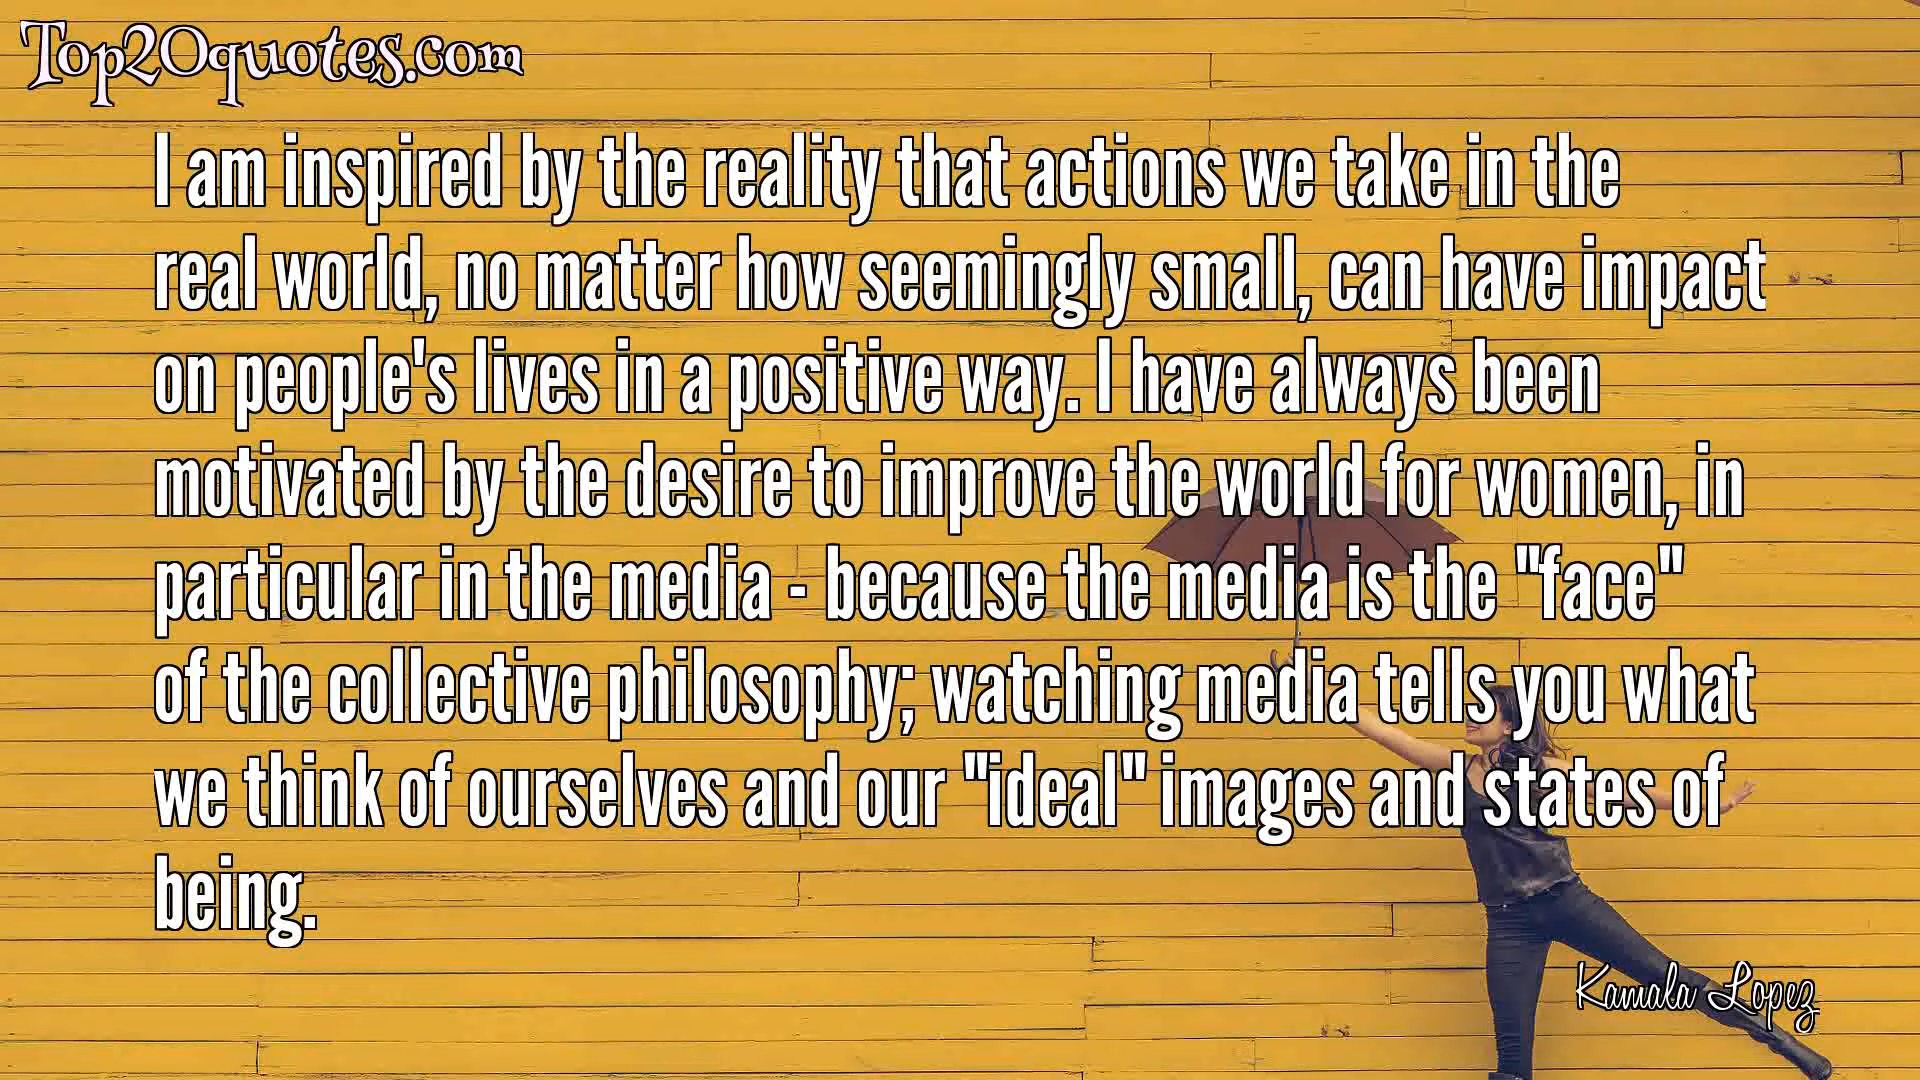 Top20quotes.com
I am inspired by the reality that actions we take in the
real world, no matter how seemingly small, can have impact
on people's lives in a positive way. I have always been
motivated by the desire to improve the world for women, in
particular in the media - because the media is the "face"
of the collective philosophy; watching media tells you what
we think of ourselves and our "ideal" images and states of
being.
Kamala Lopez